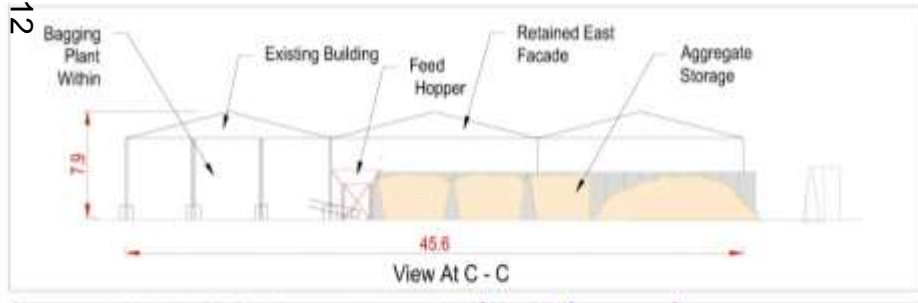 12
Bagging
Plant
Within
Existing Building
Feed
Hopper
Retained East
Facade
Aggregate
Storage
7.9
45.6
View At C - C